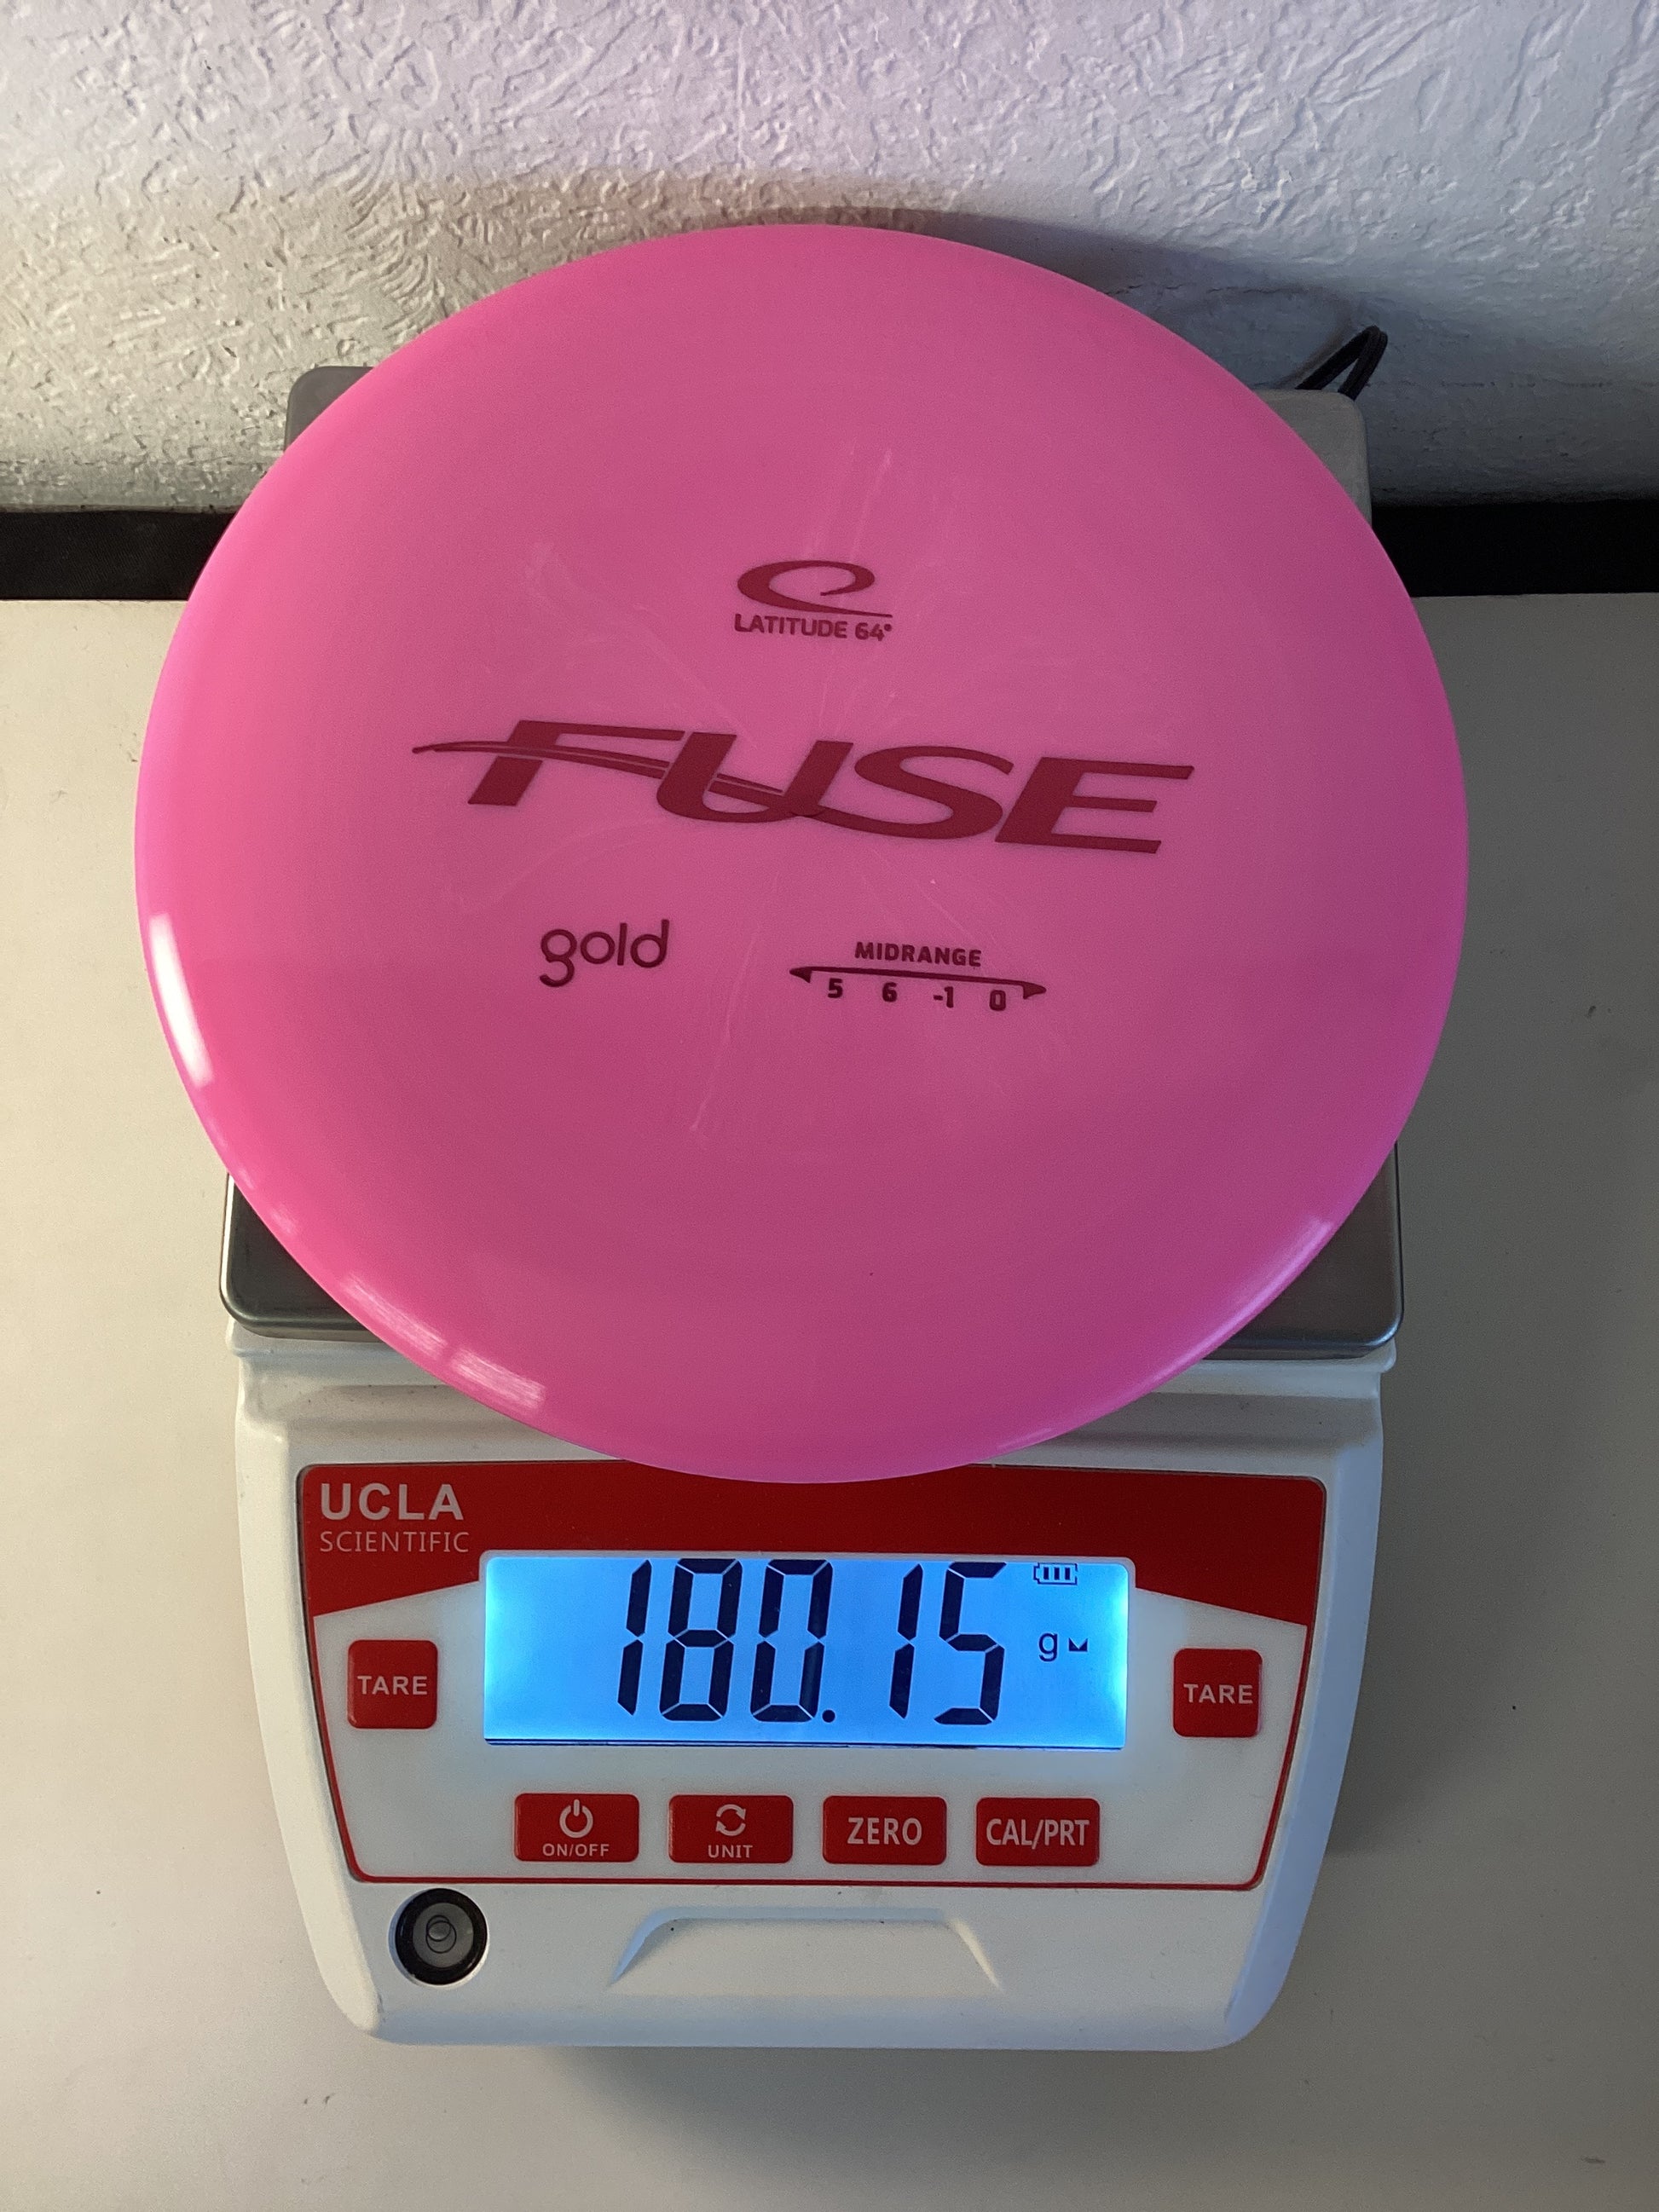 LATITUDE 64°
FUSE
gold
MIDRANGE
5 6 -1 0
UCLA
SCIENTIFIC
180.15 g
TARE
TARE
ON/OFF
UNIT
ZERO
CAL/PRT